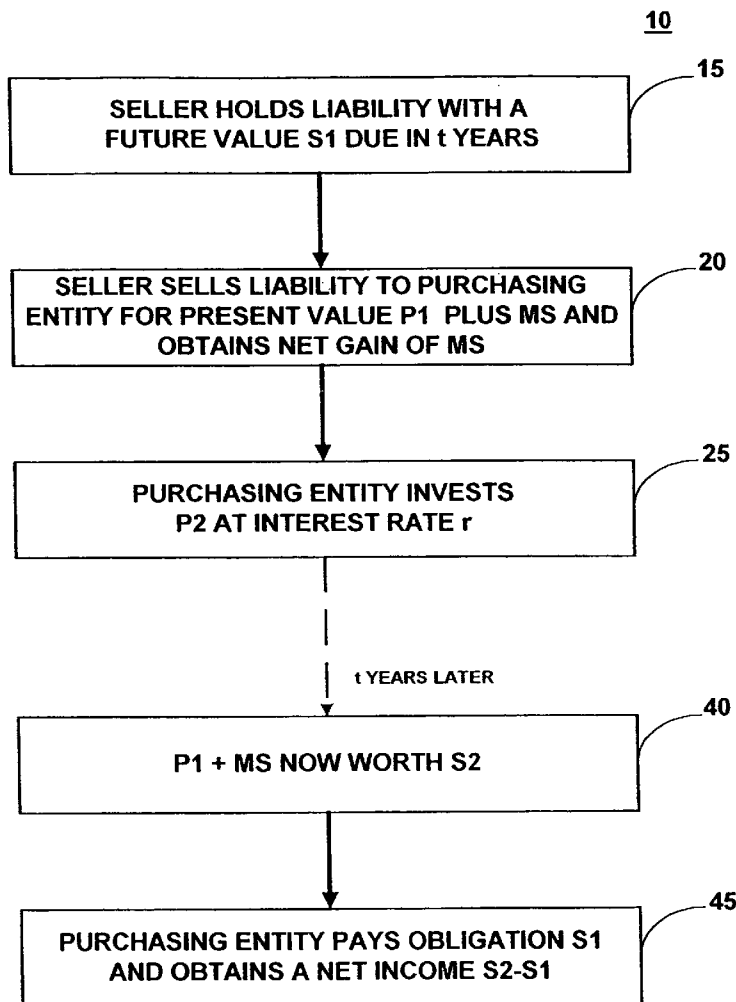 10
15
SELLER HOLDS LIABILITY WITH A
FUTURE VALUE S1 DUE IN t YEARS
20
SELLER SELLS LIABILITY TO PURCHASING
ENTITY FOR PRESENT VALUE P1 PLUS MS AND
OBTAINS NET GAIN OF MS
25
PURCHASING ENTITY INVESTS
P2 AT INTEREST RATE r
t YEARS LATER
40
P1 + MS NOW WORTH S2
45
PURCHASING ENTITY PAYS OBLIGATION S1
AND OBTAINS A NET INCOME S2-S1